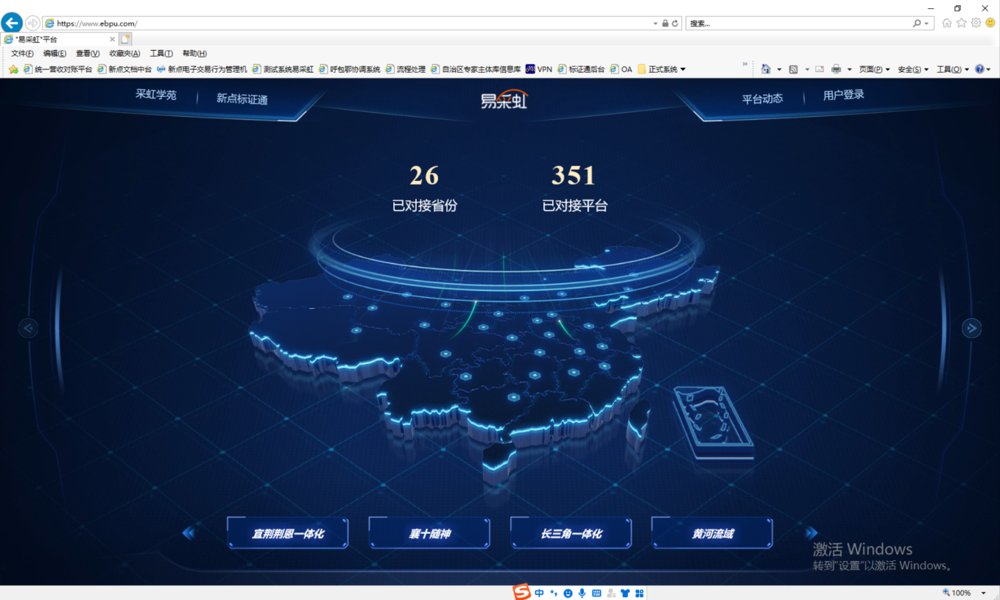 https://www.ebpu.com/
搜索...
"易采虹"平台
文件(F) 编辑(E) 查看(V) 收藏夹(A) 工具(T) 帮助(H)
统一营收对账平台 新点文档中台 新点电子交易行为管理机 测试系统易采虹 呼包鄂协调系统 流程处理 自治区专家主体库信息库 VPN 标证通后台 OA 正式系统
页面(P) 安全(S) 工具(O)
采虹学苑 新点标证通 易采虹 平台动态 用户登录
26 351
已对接省份 已对接平台
宜荆荆恩一体化 襄十随神 长三角一体化 黄河流域
激活 Windows
转到"设置"以激活 Windows。
中
100%